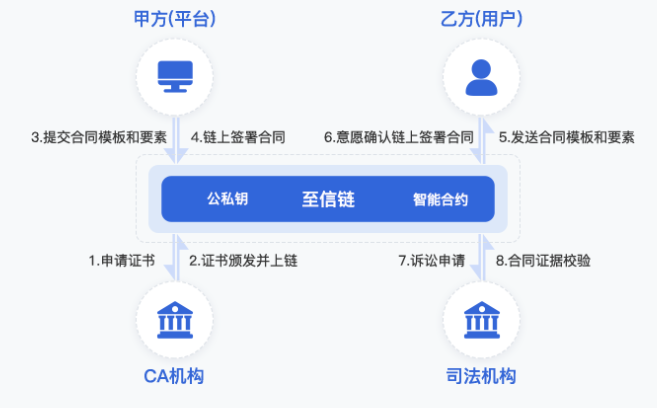 甲方(平台)
乙方(用户)
3.提交合同模板和要素
4.链上签署合同
6.意愿确认链上签署合同
5.发送合同模板和要素
公私钥
至信链
智能合约
1.申请证书
2.证书颁发并上链
7.诉讼申请
8.合同证据校验
CA机构
司法机构